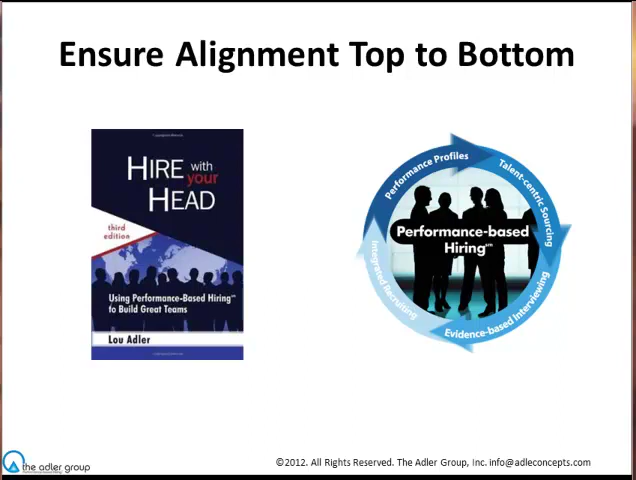 Ensure Alignment Top to Bottom
HIRE with
your
HEAD
third
edition
Using Performance-Based Hiring℠
to Build Great Teams
Lou Adler
Performance Profiles
Talent-centric Sourcing
Performance-based
Hiring℠
Integrated Recruiting
Evidence-based Interviewing
the adler group
©2012. All Rights Reserved. The Adler Group, Inc. info@adleconcepts.com